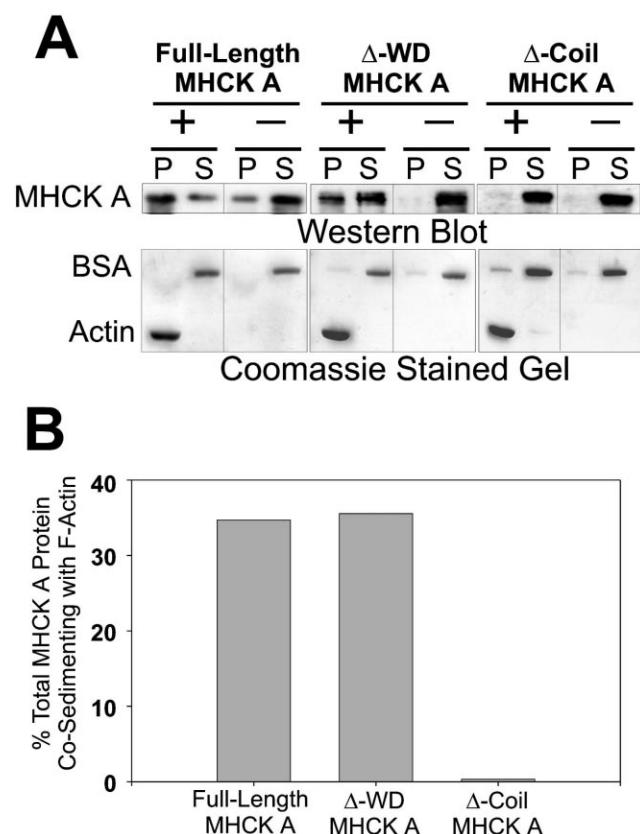 A
Full-Length MHCK A
Δ-WD MHCK A
Δ-Coil MHCK A
+ — + — + —
P S P S P S P S P S P S
MHCK A
Western Blot
BSA
Actin
Coomassie Stained Gel
B
% Total MHCK A Protein
Co-Sedimenting with F-Actin
40
30
20
10
0
Full-Length MHCK A
Δ-WD MHCK A
Δ-Coil MHCK A